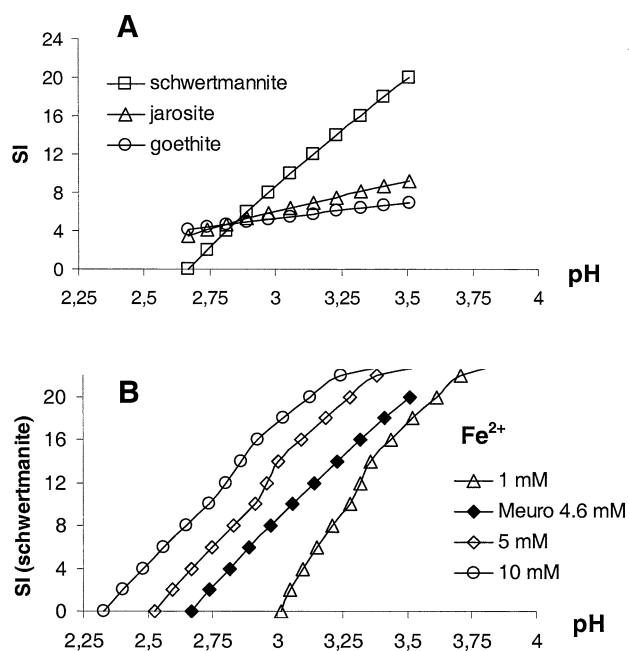 A
24
20
16
12
8
4
0
SI
schwertmannite
jarosite
goethite
pH
2,25 2,5 2,75 3 3,25 3,5 3,75 4
B
20
16
12
8
4
0
SI (schwertmanite)
Fe2+
1 mM
Meuro 4.6 mM
5 mM
10 mM
2,25 2,5 2,75 3 3,25 3,5 3,75 4
pH